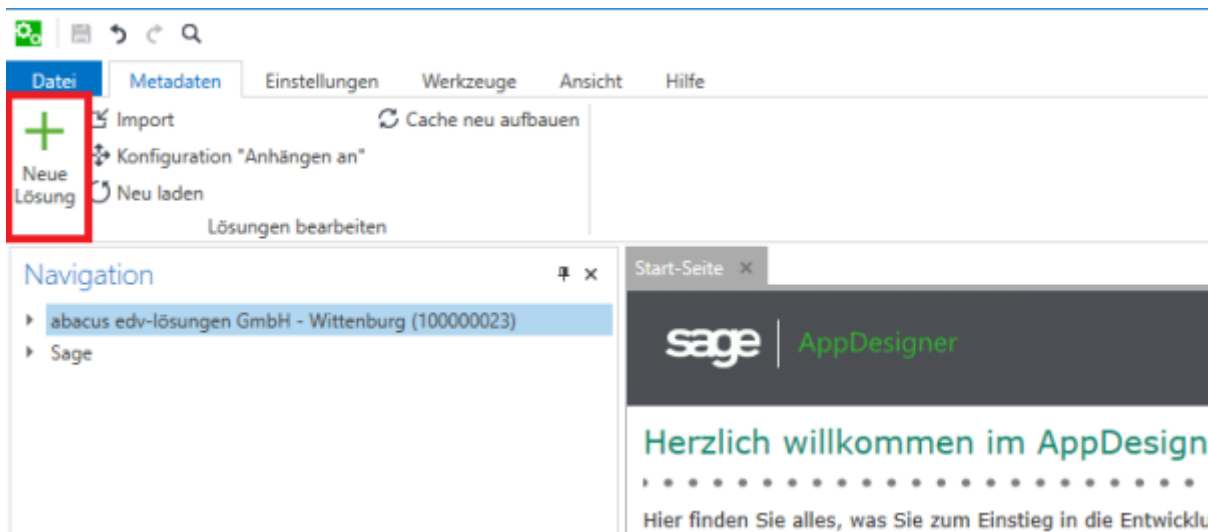 Datei Metadaten Einstellungen Werkzeuge Ansicht Hilfe
Neue
Lösung
Import
Konfiguration "Anhängen an"
Neu laden
Cache neu aufbauen
Lösungen bearbeiten
Navigation
abacus edv-lösungen GmbH - Wittenburg (100000023)
Sage
Start-Seite
sage AppDesigner
Herzlich willkommen im AppDesign
Hier finden Sie alles, was Sie zum Einstieg in die Entwicklu